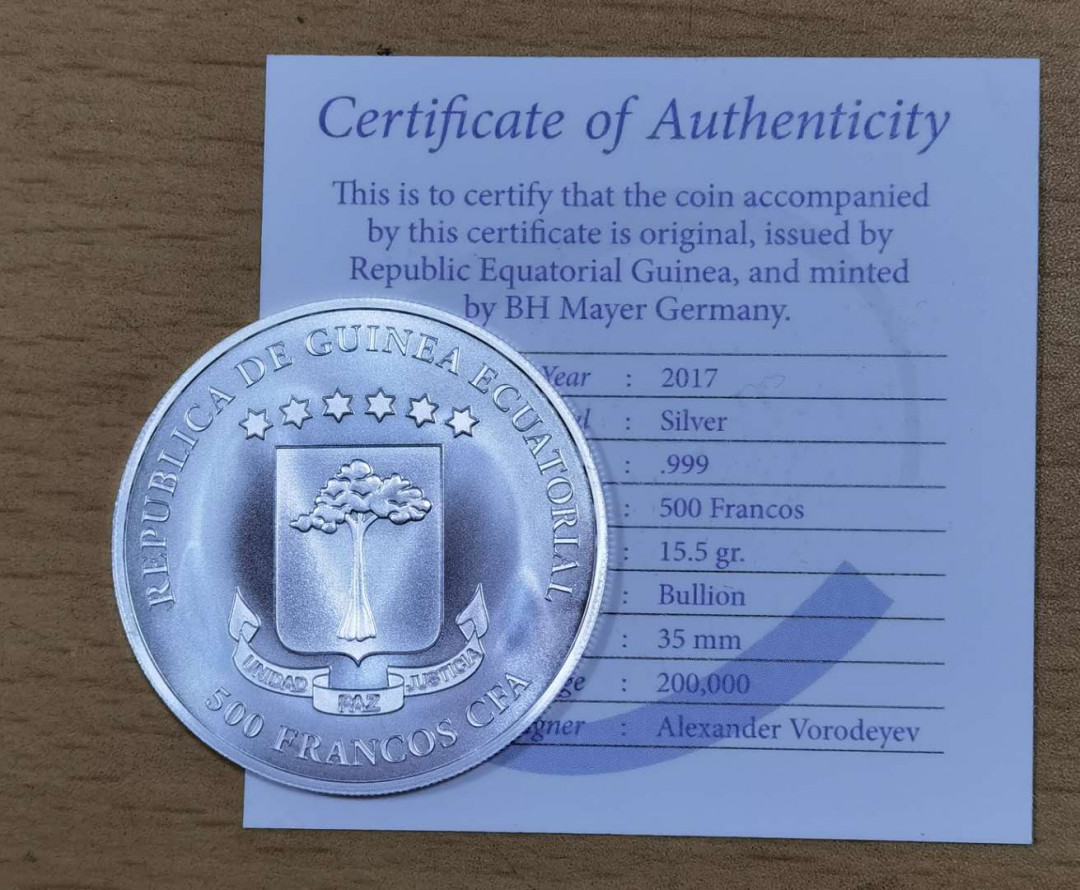 Certificate of Authenticity
This is to certify that the coin accompanied
by this certificate is original, issued by
Republic Equatorial Guinea, and minted
by BH Mayer Germany.
Year : 2017
: Silver
: .999
: 500 Francos
: 15.5 gr.
: Bullion
: 35 mm
: 200,000
: Alexander Vorodeyev
REPUBLICA DE GUINEA ECUATORIAL
UNIDAD PAZ JUSTICIA
500 FRANCOS CFA